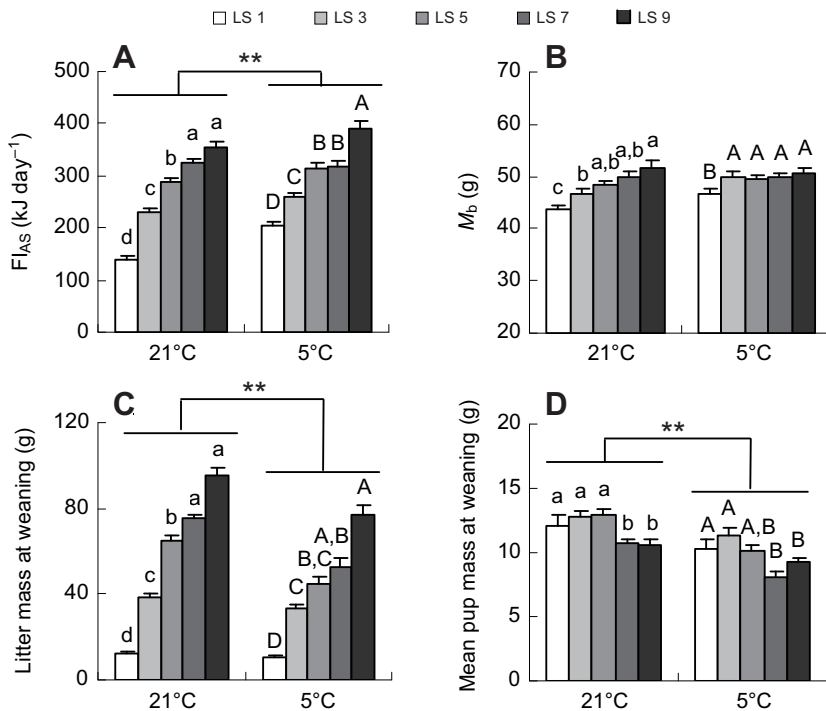 LS 1 LS 3 LS 5 LS 7 LS 9
A
**
500
400
300
200
100
0
FI_AS (kJ day⁻¹)
d c b a a
D C B B A
21°C 5°C
B
70
60
50
40
30
20
M_b (g)
c b a,b a,b a
B A A A A
21°C 5°C
C
**
120
80
40
0
Litter mass at weaning (g)
d c b a a
D C B,C A,B A
21°C 5°C
D
**
20
15
10
5
0
Mean pup mass at weaning (g)
a a a b b
A A A,B B B
21°C 5°C